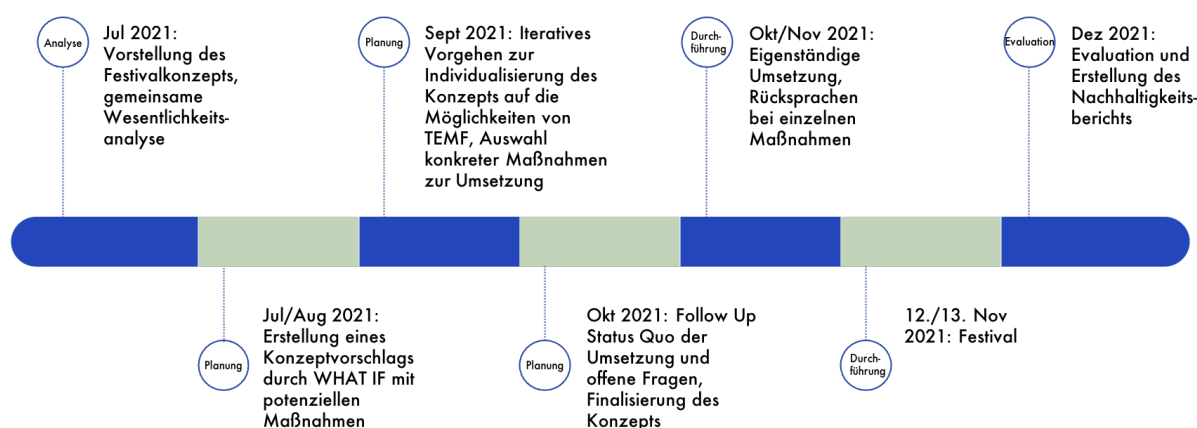 Analyse
Jul 2021:
Vorstellung des
Festivalkonzepts,
gemeinsame
Wesentlichkeits-
analyse
Planung
Sept 2021: Iteratives
Vorgehen zur
Individualisierung des
Konzepts auf die
Möglichkeiten von
TEMF, Auswahl
konkreter Maßnahmen
zur Umsetzung
Durch-
führung
Okt/Nov 2021:
Eigenständige
Umsetzung,
Rücksprachen
bei einzelnen
Maßnahmen
Evaluation
Dez 2021:
Evaluation und
Erstellung des
Nachhaltigkeits-
berichts
Planung
Jul/Aug 2021:
Erstellung eines
Konzeptvorschlags
durch WHAT IF mit
potenziellen
Maßnahmen
Planung
Okt 2021: Follow Up
Status Quo der
Umsetzung und
offene Fragen,
Finalisierung des
Konzepts
Durch-
führung
12./13. Nov
2021: Festival